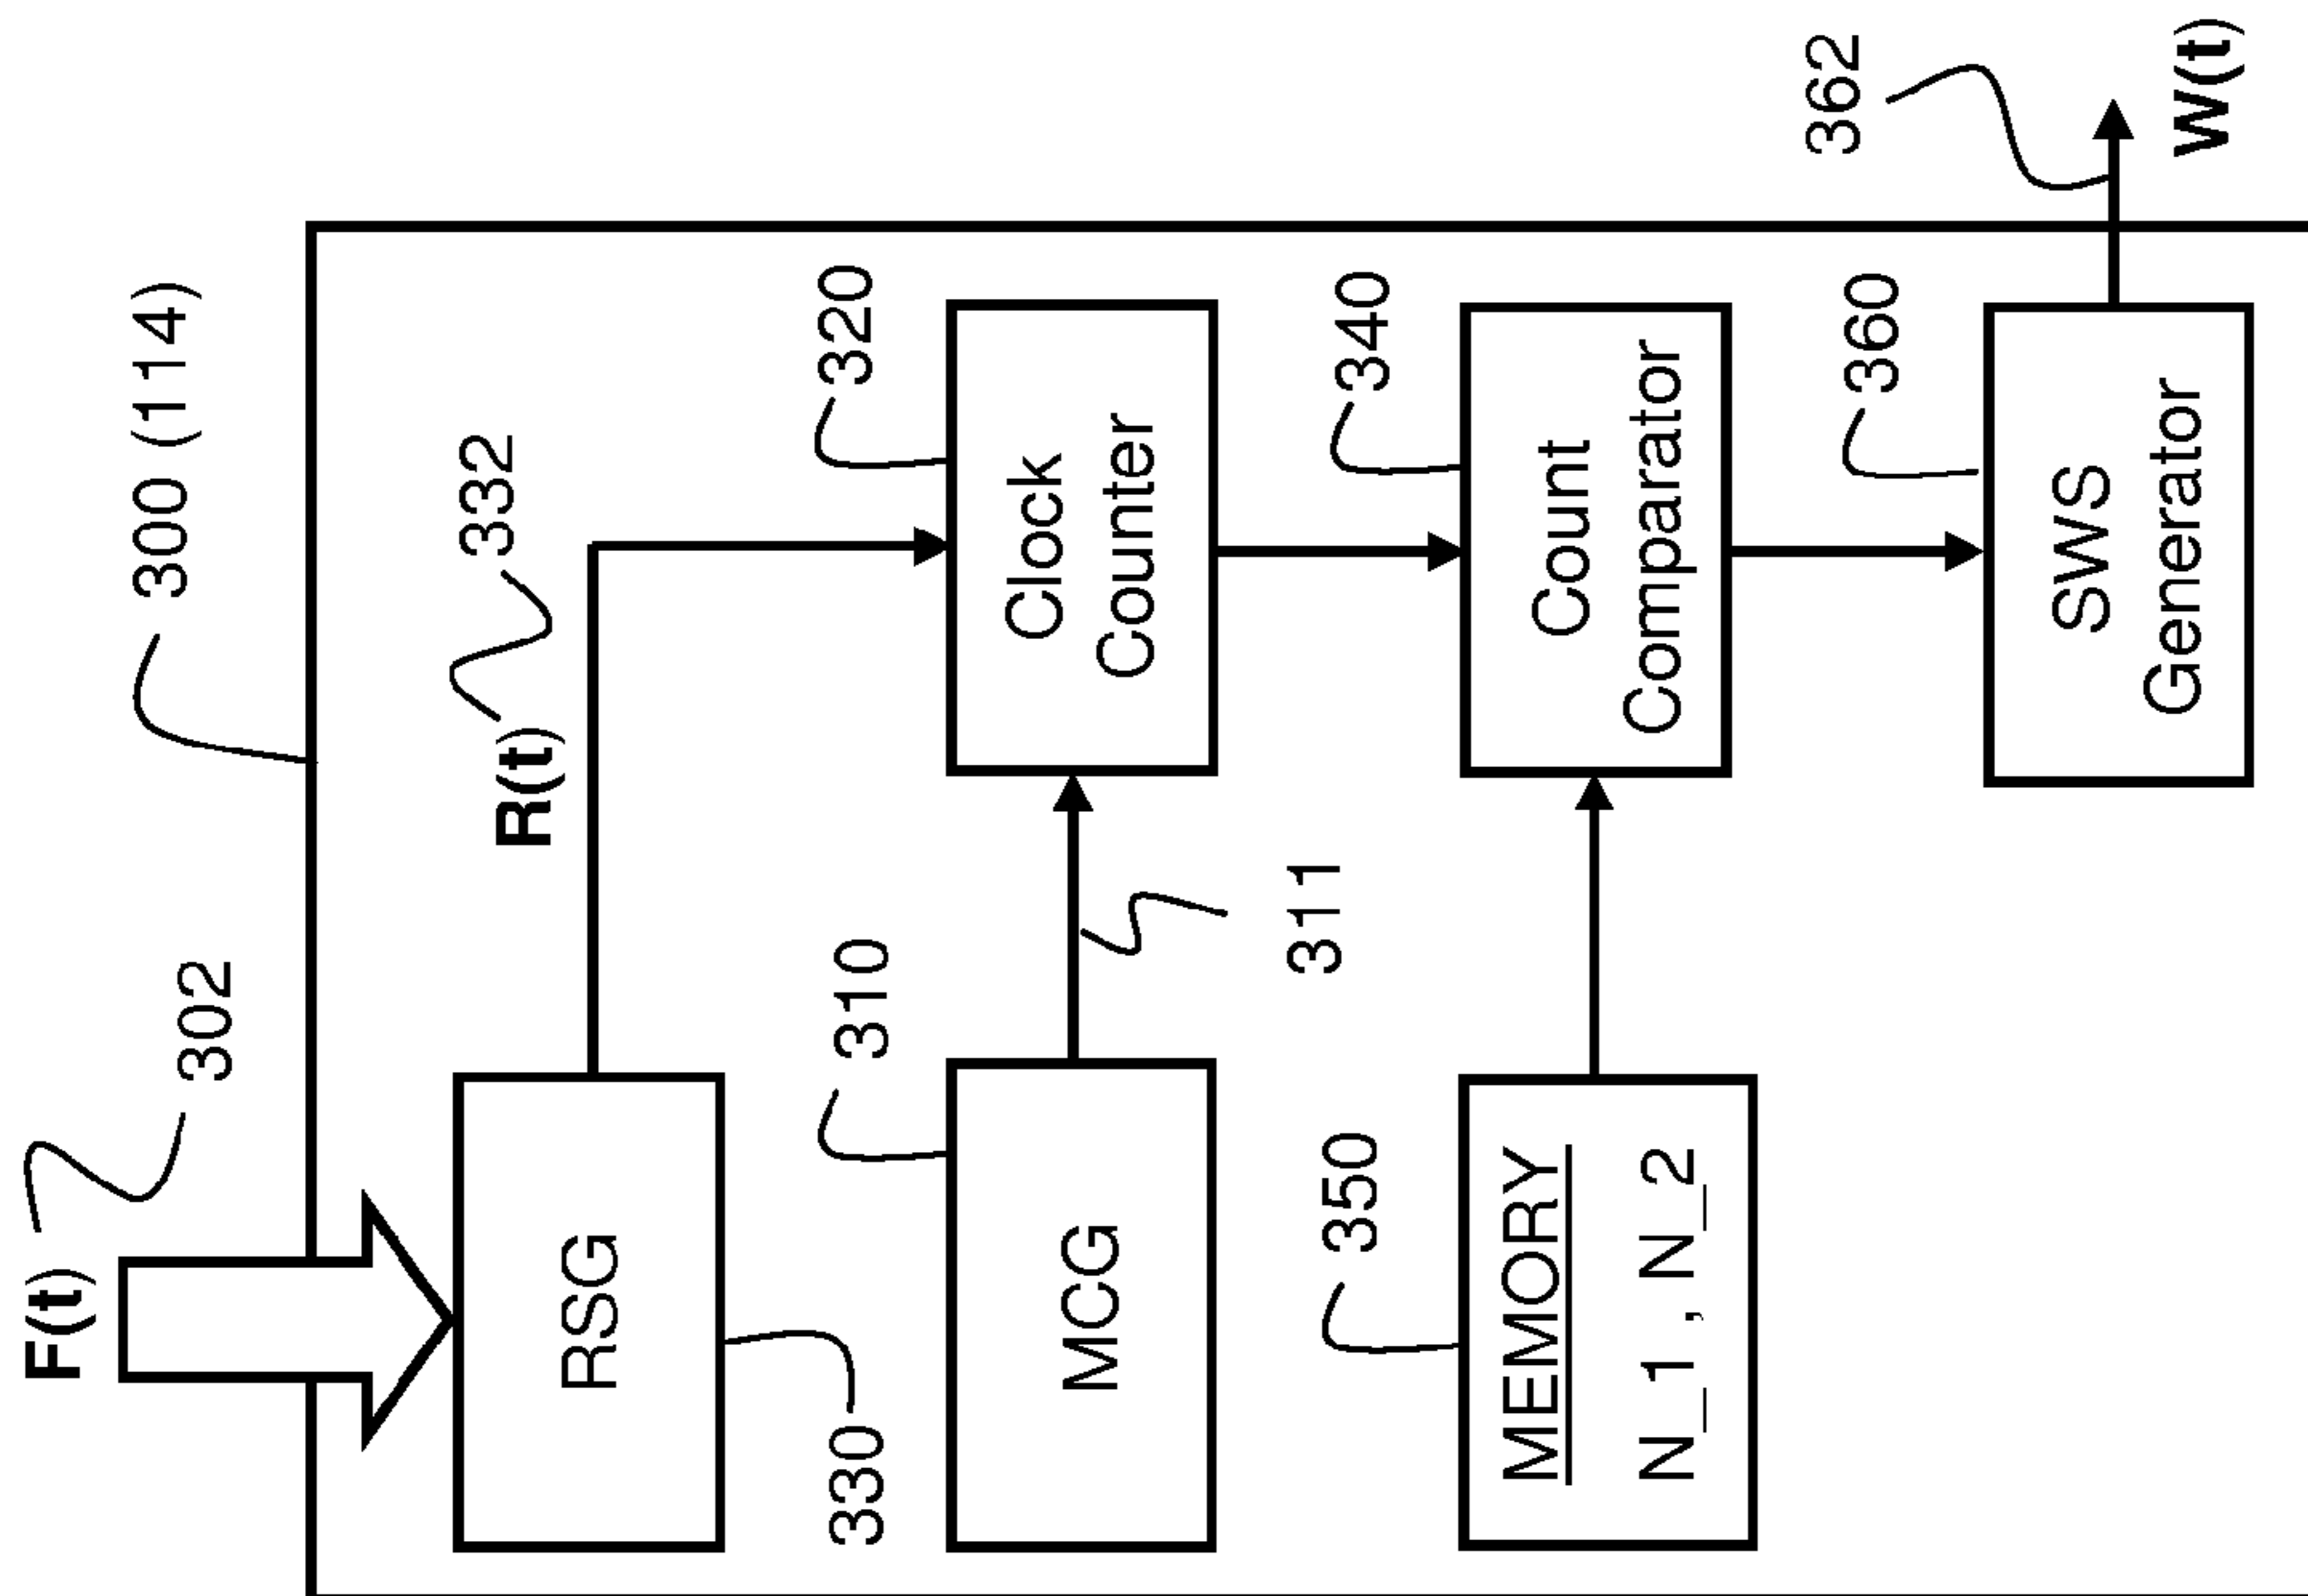 F(t)
302
300 (114)
R(t)
332
RSG
330
310
320
MCG
Clock
Counter
311
350
340
MEMORY
N_1, N_2
Count
Comparator
360
362
SWS
Generator
W(t)